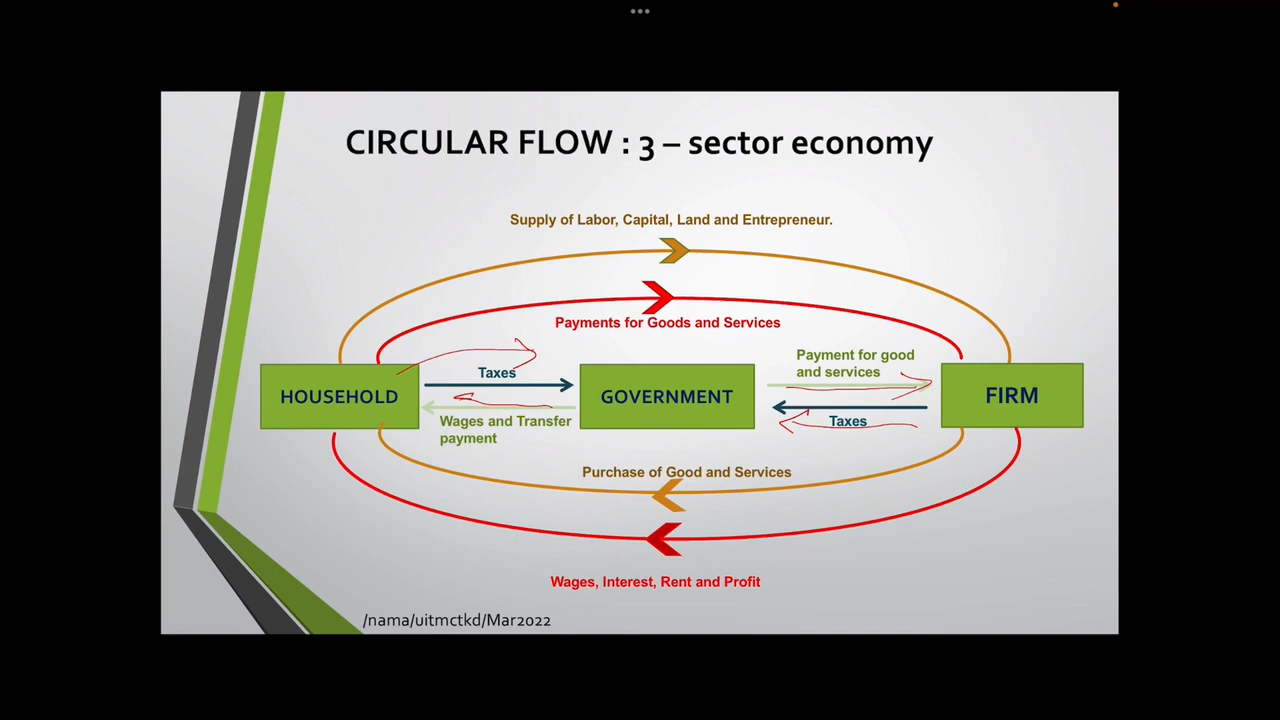 CIRCULAR FLOW : 3 – sector economy
Supply of Labor, Capital, Land and Entrepreneur.
Payments for Goods and Services
Payment for good
and services
Taxes
HOUSEHOLD
GOVERNMENT
FIRM
Wages and Transfer
payment
Taxes
Purchase of Good and Services
Wages, Interest, Rent and Profit
/nama/uitmctkd/Mar2022